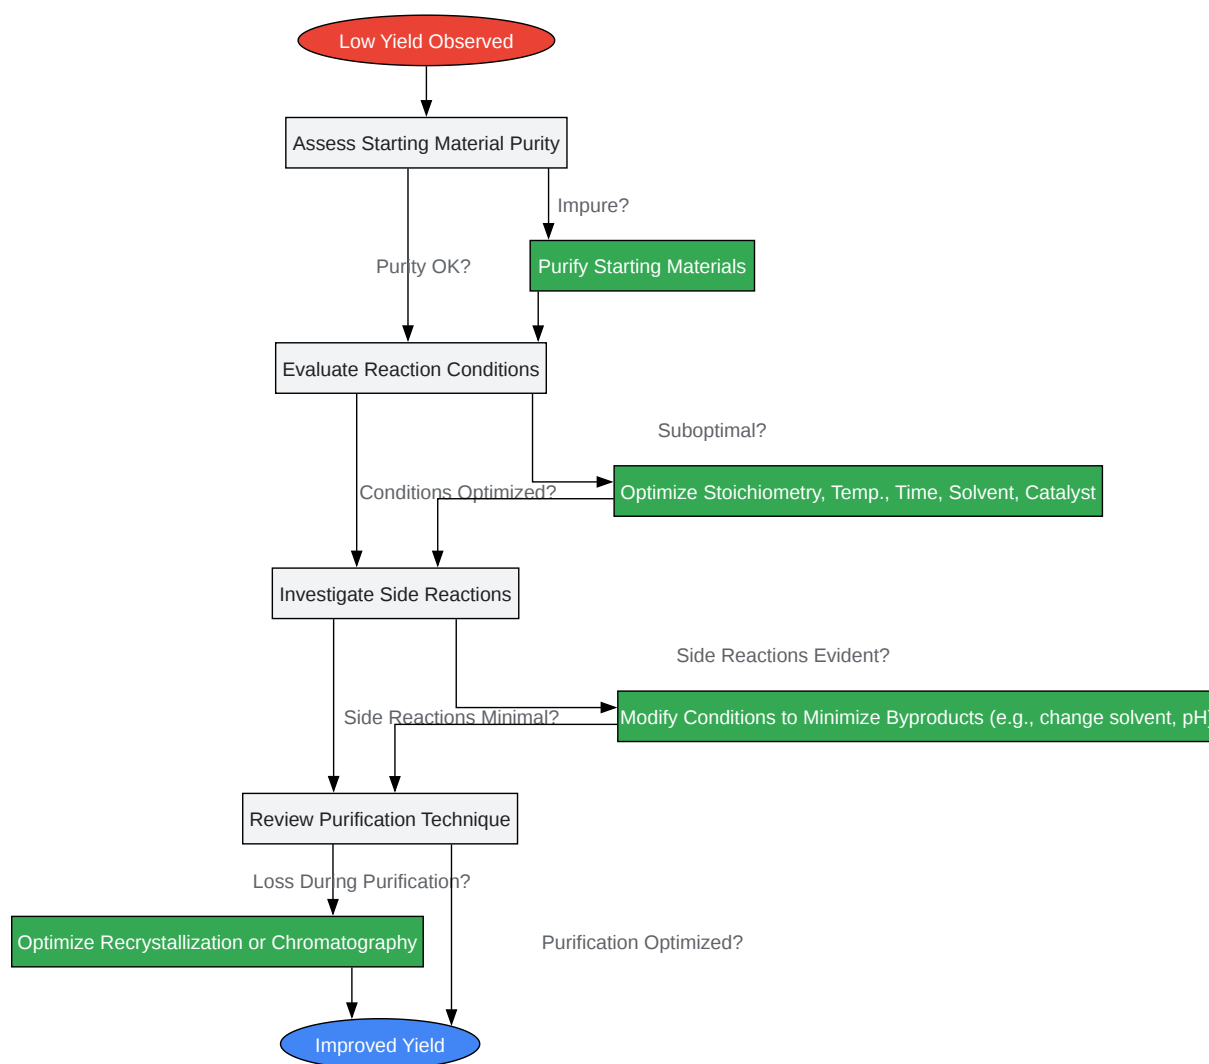 Low Yield Observed
Assess Starting Material Purity
Impure?
Purity OK?
Purify Starting Materials
Evaluate Reaction Conditions
Suboptimal?
Conditions Optimized?
Optimize Stoichiometry, Temp., Time, Solvent, Catalyst
Investigate Side Reactions
Side Reactions Evident?
Side Reactions Minimal?
Modify Conditions to Minimize Byproducts (e.g., change solvent, pH)
Review Purification Technique
Loss During Purification?
Optimize Recrystallization or Chromatography
Purification Optimized?
Improved Yield